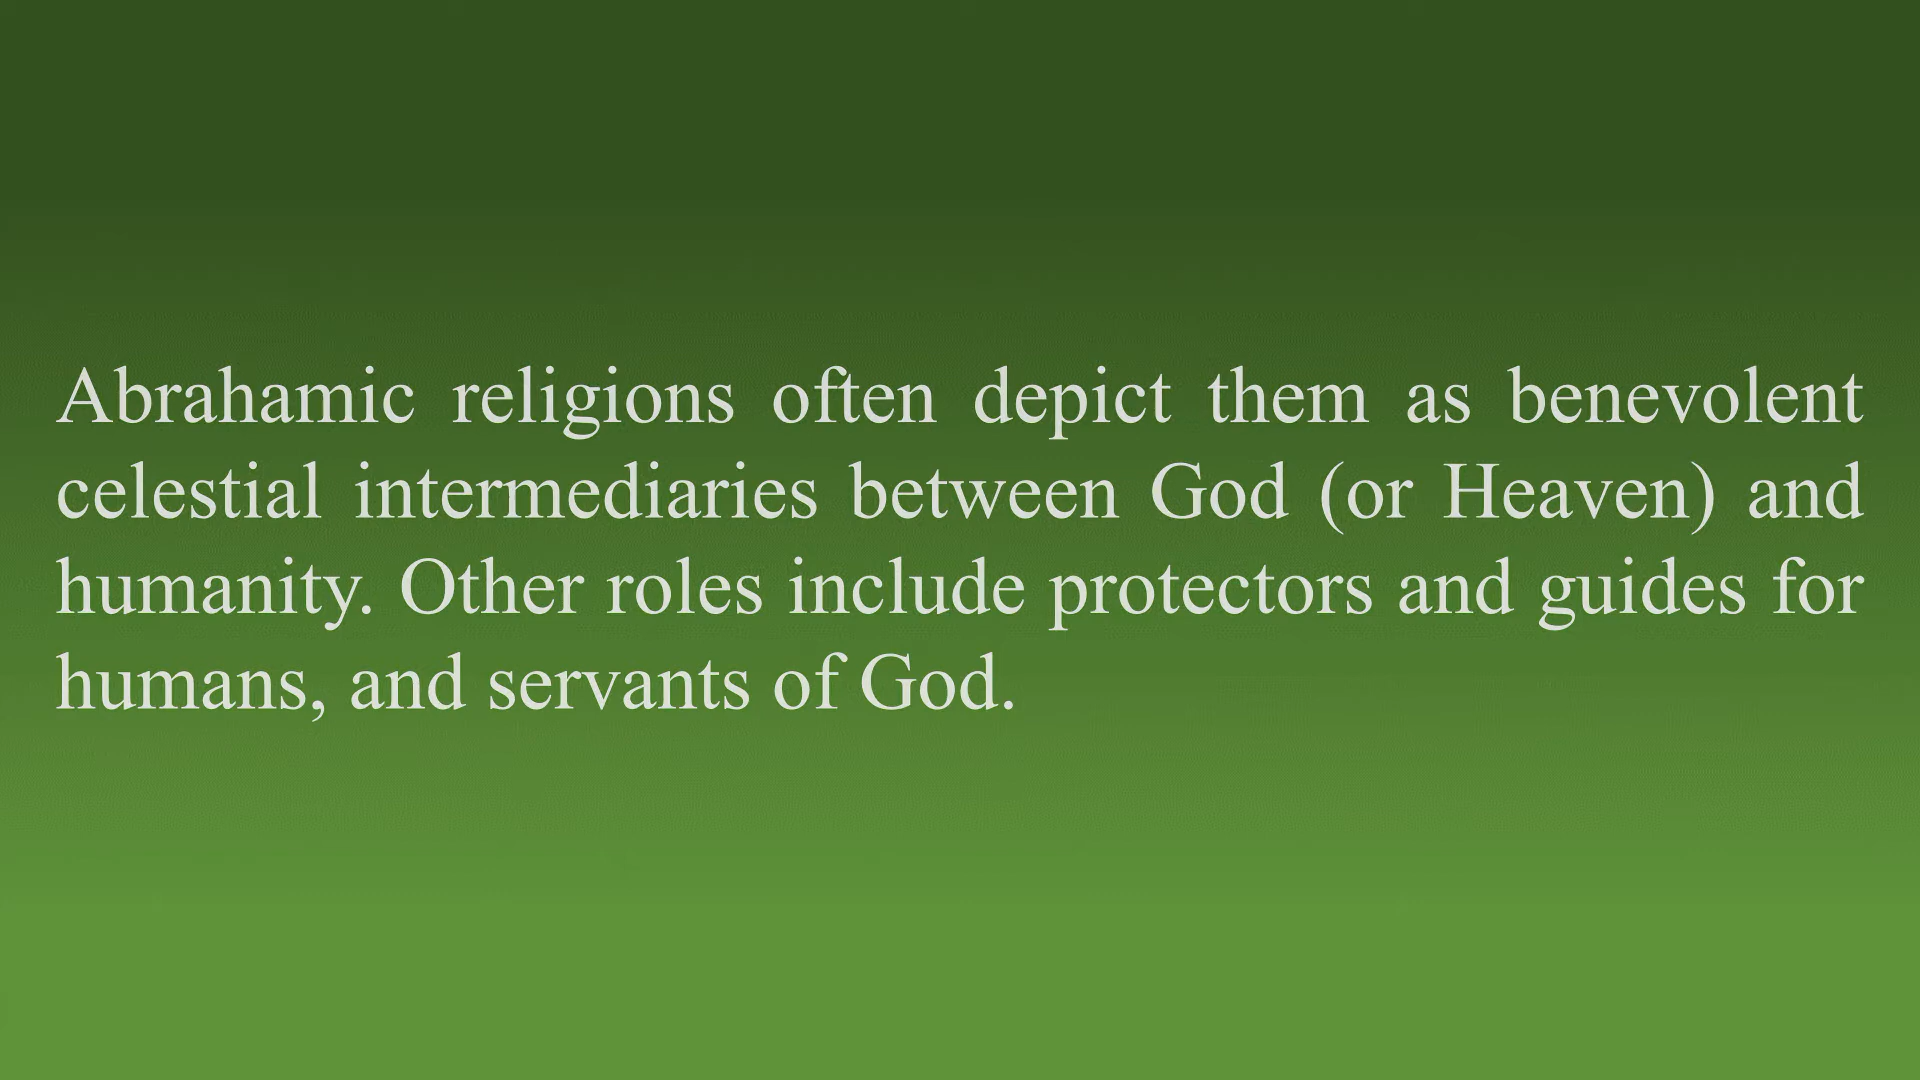 Abrahamic religions often depict them as benevolent
celestial intermediaries between God (or Heaven) and
humanity. Other roles include protectors and guides for
humans, and servants of God.